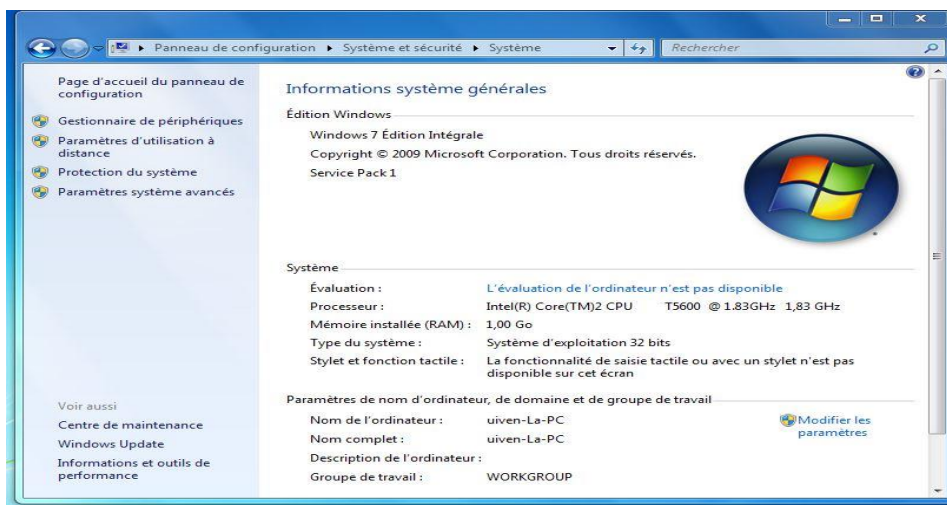 Panneau de configuration ▸ Système et sécurité ▸ Système
Rechercher
Page d'accueil du panneau de
configuration
Gestionnaire de périphériques
Paramètres d'utilisation à
distance
Protection du système
Paramètres système avancés
Voir aussi
Centre de maintenance
Windows Update
Informations et outils de
performance
Informations système générales
Édition Windows
Windows 7 Édition Intégrale
Copyright © 2009 Microsoft Corporation. Tous droits réservés.
Service Pack 1
Système
Évaluation : L'évaluation de l'ordinateur n'est pas disponible
Processeur : Intel(R) Core(TM)2 CPU T5600 @ 1.83GHz 1,83 GHz
Mémoire installée (RAM) : 1,00 Go
Type du système : Système d'exploitation 32 bits
Stylet et fonction tactile : La fonctionnalité de saisie tactile ou avec un stylet n'est pas
disponible sur cet écran
Paramètres de nom d'ordinateur, de domaine et de groupe de travail
Nom de l'ordinateur : uiven-La-PC
Modifier les
paramètres
Nom complet : uiven-La-PC
Description de l'ordinateur :
Groupe de travail : WORKGROUP